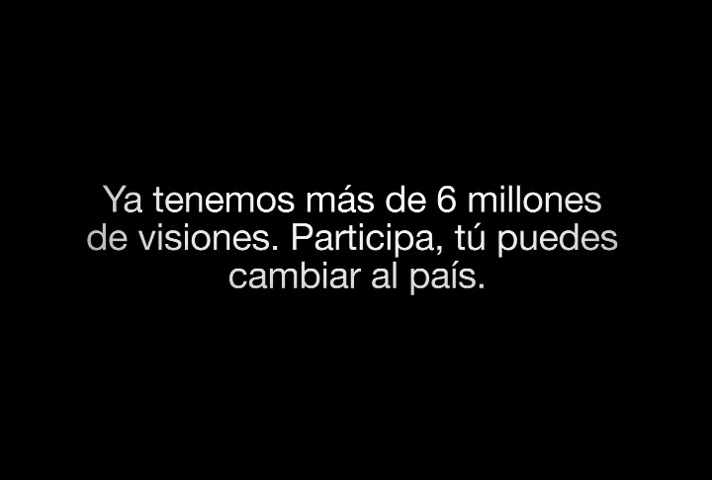 Ya tenemos más de 6 millones
de visiones. Participa, tú puedes
cambiar al país.